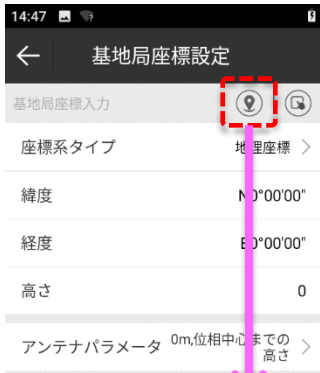 14:47
基地局座標設定
基地局座標入力
座標系タイプ 地理座標
緯度 N0°00'00"
経度 E0°00'00"
高さ 0
アンテナパラメータ 0m,位相中心までの
高さ